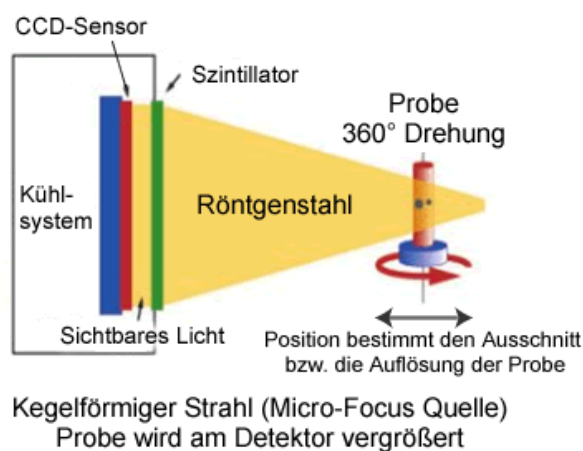 CCD-Sensor
Szintillator
Probe
360° Drehung
Kühl-
system
Röntgenstahl
Sichtbares Licht
Position bestimmt den Ausschnitt
bzw. die Auflösung der Probe
Kegelförmiger Strahl (Micro-Focus Quelle)
Probe wird am Detektor vergrößert